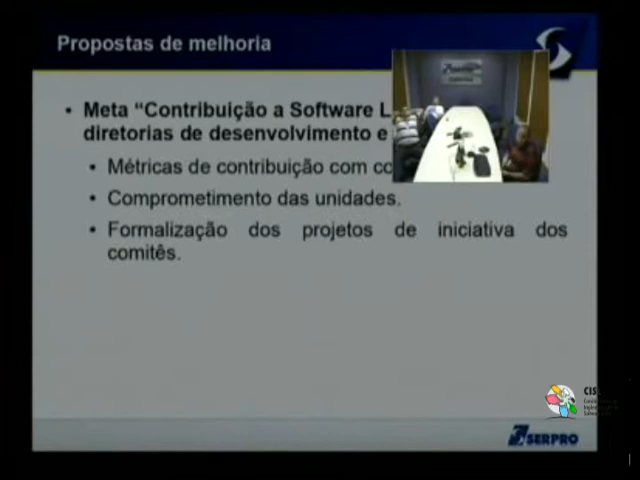 Propostas de melhoria
• Meta “Contribuição a Software L
diretorias de desenvolvimento e
• Métricas de contribuição com co
• Comprometimento das unidades.
• Formalização dos projetos de iniciativa dos
comitês.
CIS
SERPRO